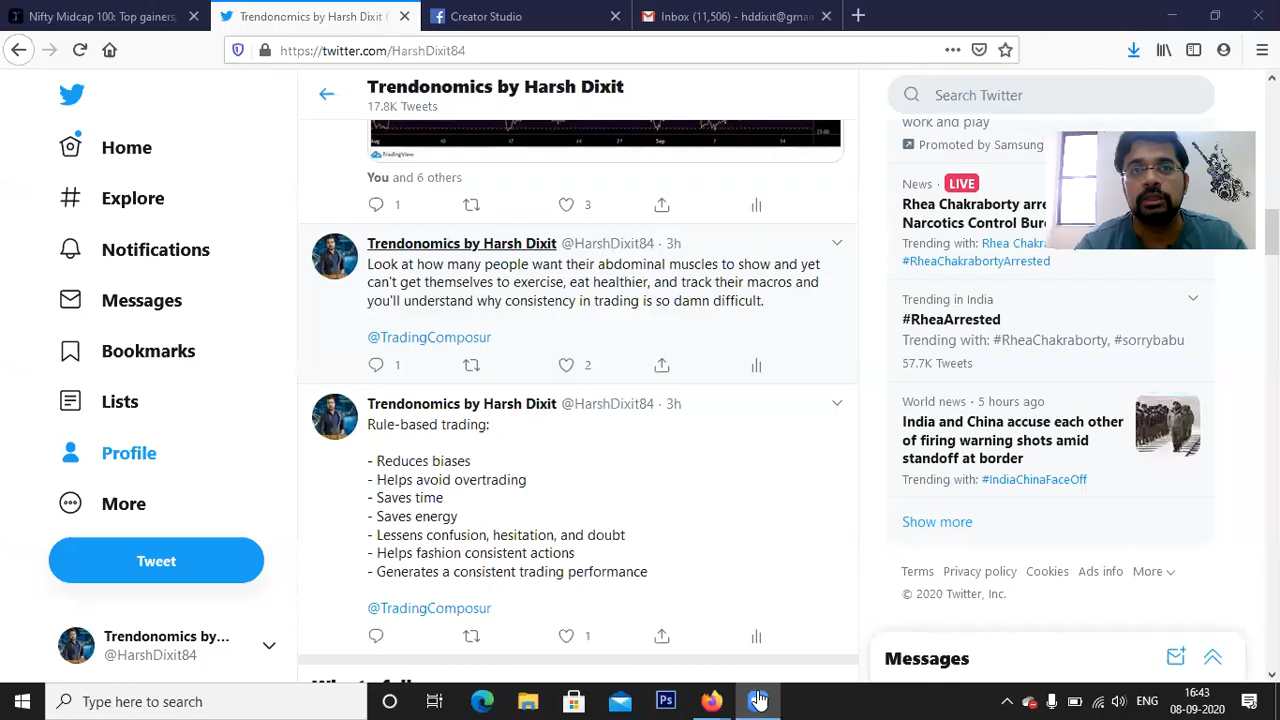 Nifty Midcap 100: Top gainers,
Trendonomics by Harsh Dixit (
Creator Studio
Inbox (11,506) - hddixit@gma
https://twitter.com/HarshDixit84
Home
Explore
Notifications
Messages
Bookmarks
Lists
Profile
More
Tweet
Trendonomics by...
@HarshDixit84
Trendonomics by Harsh Dixit
17.8K Tweets
Aug
Sep
TradingView
You and 6 others
1
3
Trendonomics by Harsh Dixit @HarshDixit84 · 3h
Look at how many people want their abdominal muscles to show and yet
can't get themselves to exercise, eat healthier, and track their macros and
you'll understand why consistency in trading is so damn difficult.
@TradingComposur
1
2
Trendonomics by Harsh Dixit @HarshDixit84 · 3h
Rule-based trading:
- Reduces biases
- Helps avoid overtrading
- Saves time
- Saves energy
- Lessens confusion, hesitation, and doubt
- Helps fashion consistent actions
- Generates a consistent trading performance
@TradingComposur
1
Search Twitter
work and play
Promoted by Samsung
News · LIVE
Rhea Chakraborty arre
Narcotics Control Bur
Trending with: Rhea Chakra
#RheaChakrabortyArrested
Trending in India
#RheaArrested
Trending with: #RheaChakraborty, #sorrybabu
57.7K Tweets
World news · 5 hours ago
India and China accuse each other
of firing warning shots amid
standoff at border
Trending with: #IndiaChinaFaceOff
Show more
Terms Privacy policy Cookies Ads info More
© 2020 Twitter, Inc.
Messages
Type here to search
Ps
ENG
16:43
08-09-2020